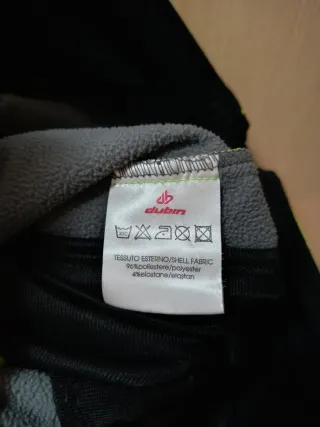 dubin
TESSUTO ESTERNO/SHELL FABRIC
96%poliestere/polyester
4%elastane/elastan